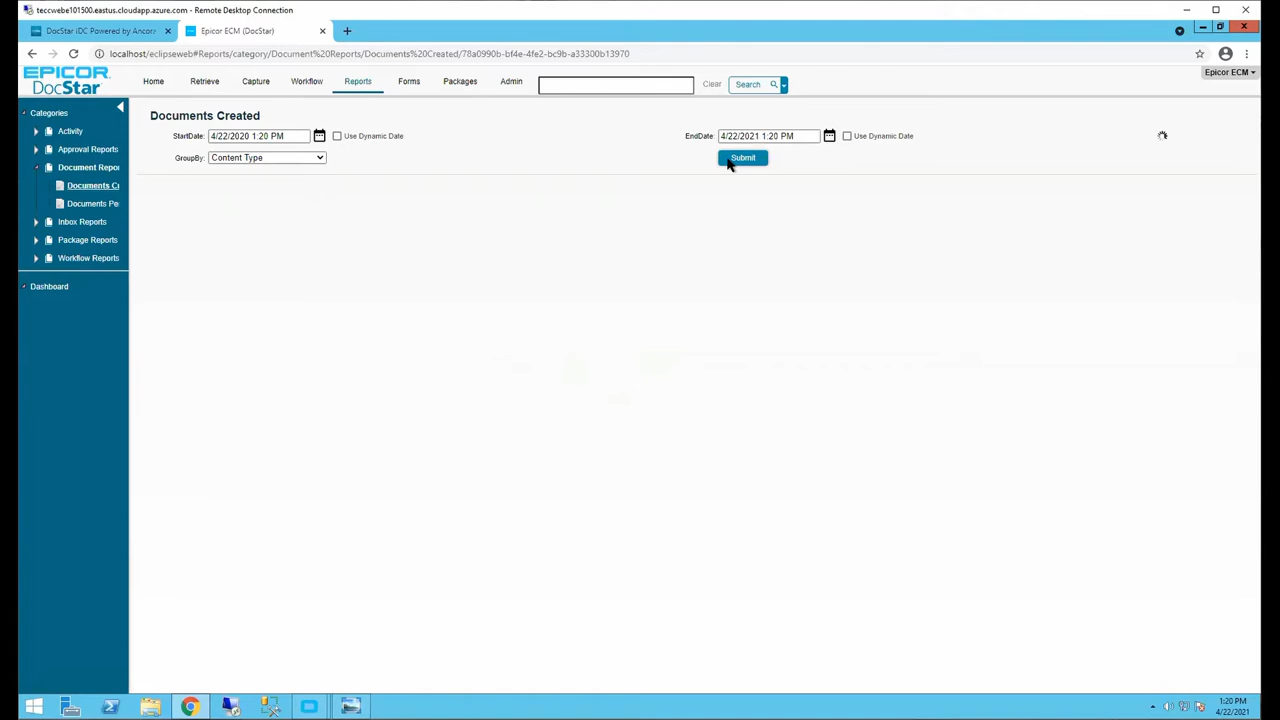 teccwebe101500.eastus.cloudapp.azure.com - Remote Desktop Connection
DocStar iDC Powered by Ancor
Epicor ECM (DocStar)
localhost/eclipseweb#Reports/category/Document%20Reports/Documents%20Created/78a0990b-bf4e-4fe2-bc9b-a33300b13970
EPICOR
DocStar
Home
Retrieve
Capture
Workflow
Reports
Forms
Packages
Admin
Clear
Search
Epicor ECM
Categories
Activity
Approval Reports
Document Repor
Documents Cr
Documents Pe
Inbox Reports
Package Reports
Workflow Reports
Dashboard
Documents Created
StartDate: 4/22/2020 1:20 PM Use Dynamic Date
EndDate: 4/22/2021 1:20 PM Use Dynamic Date
GroupBy: Content Type
Submit
1:20 PM
4/22/2021